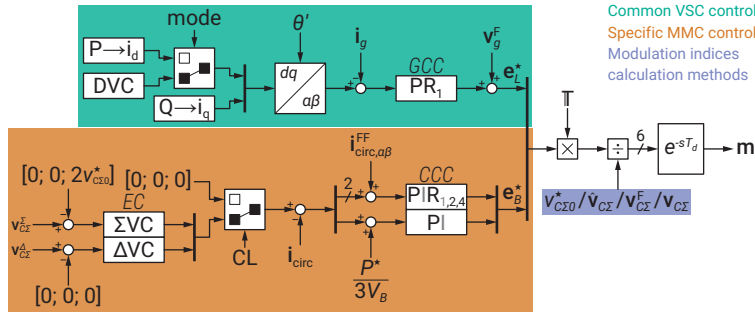 mode
θ′
Common VSC control
Specific MMC control
Modulation indices
calculation methods
P→i_d
DVC
Q→i_q
dq
αβ
i_g
GCC
PR₁
v_g^F
e_L^★
𝕋
×
÷
6
e^{-sT_d}
m
v_{CΣ0}^★/v̂_{CΣ}/v_{CΣ}^F/v_{CΣ}
[0; 0; 2v_{CΣ0}^★]
[0; 0; 0]
EC
v_{CΣ}^Σ
ΣVC
v_{CΣ}^Δ
ΔVC
[0; 0; 0]
CL
i_circ
2
i_{circ,αβ}^{FF}
CCC
PIR_{1,2,4}
PI
P^★
3V_B
e_B^★